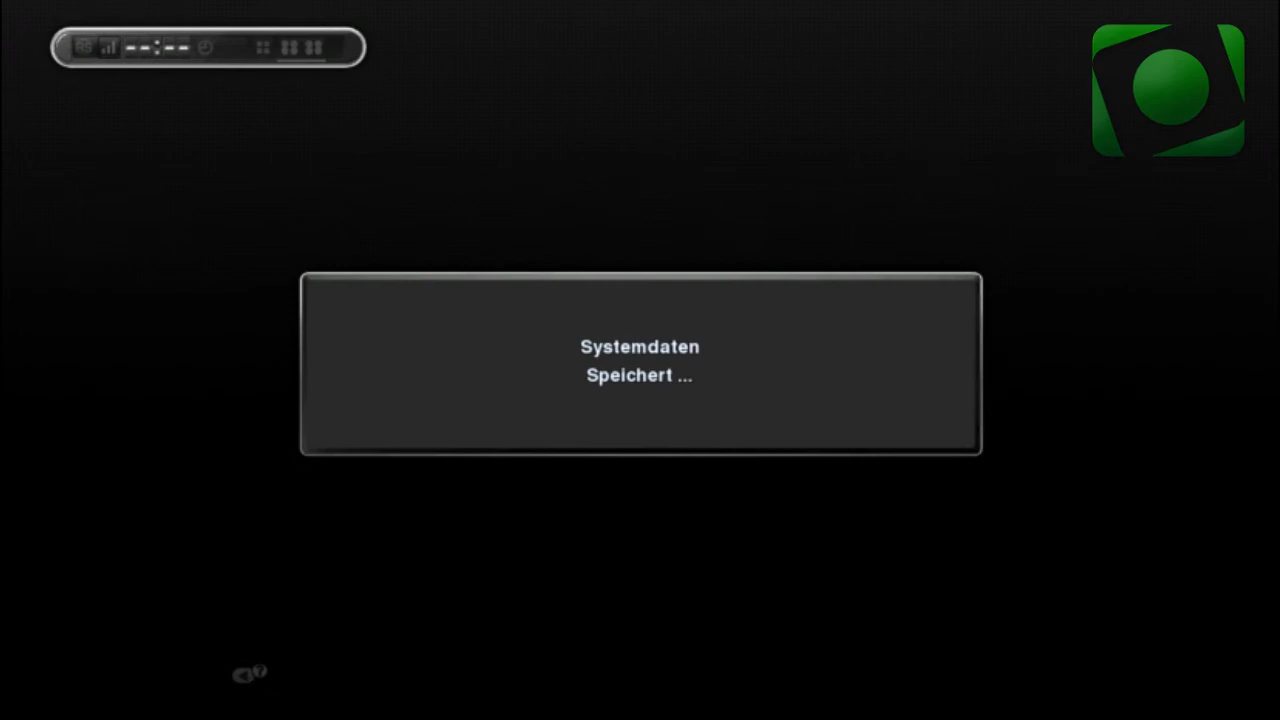 --:--
Systemdaten
Speichert ...
?